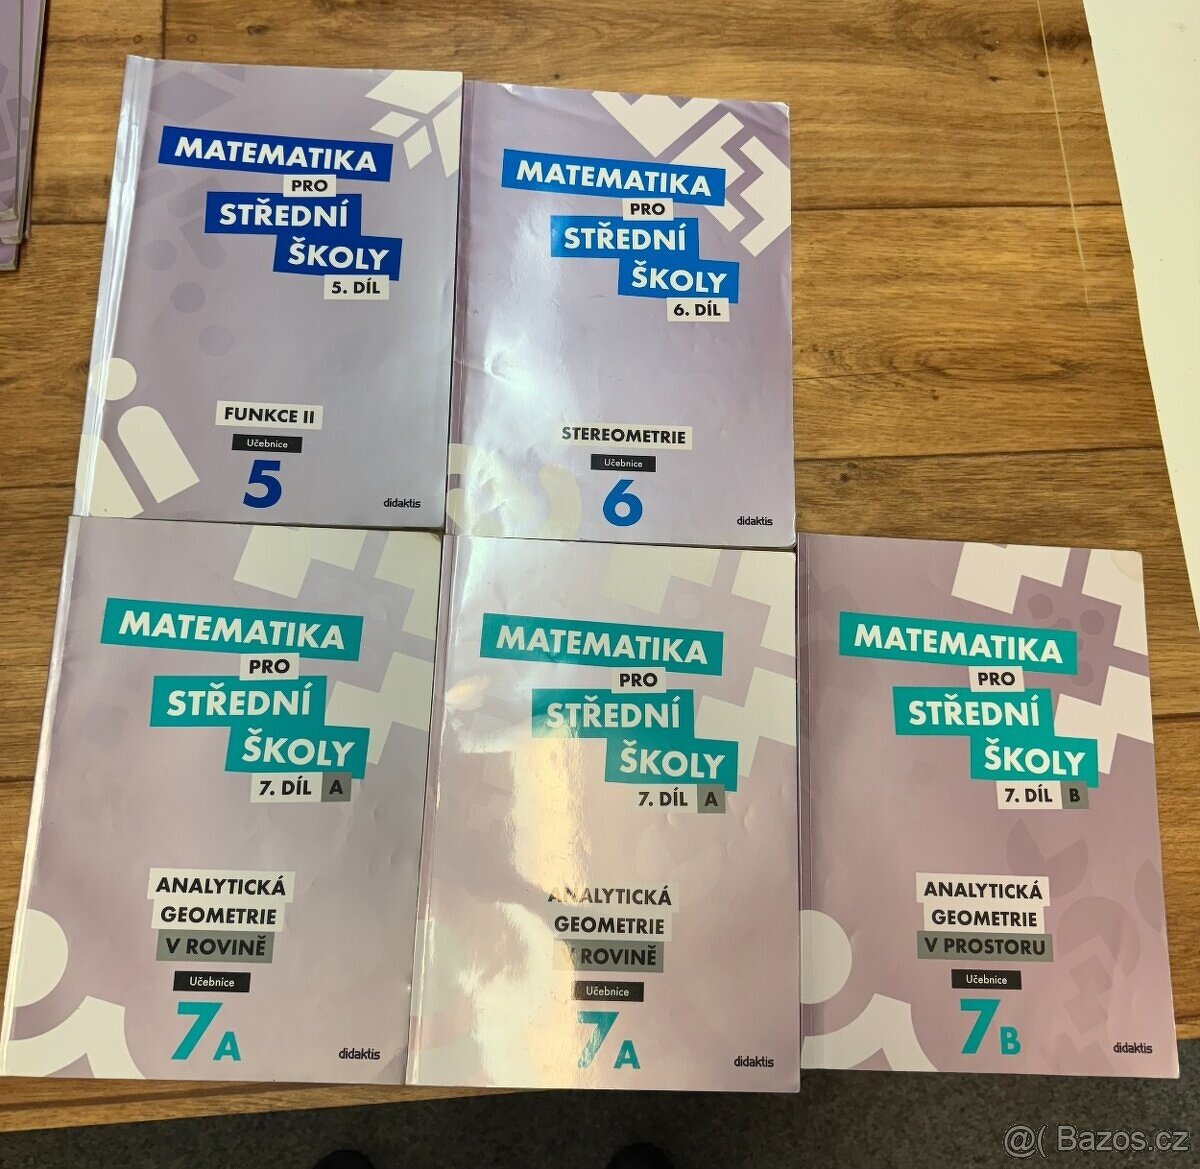 MATEMATIKA
PRO
STŘEDNÍ
ŠKOLY
5. DÍL
FUNKCE II
Učebnice
5
didaktis
MATEMATIKA
PRO
STŘEDNÍ
ŠKOLY
6. DÍL
STEREOMETRIE
Učebnice
6
didaktis
MATEMATIKA
PRO
STŘEDNÍ
ŠKOLY
7. DÍL A
ANALYTICKÁ
GEOMETRIE
V ROVINĚ
Učebnice
7A
didaktis
MATEMATIKA
PRO
STŘEDNÍ
ŠKOLY
7. DÍL A
ANALYTICKÁ
GEOMETRIE
V ROVINĚ
Učebnice
7A
didaktis
MATEMATIKA
PRO
STŘEDNÍ
ŠKOLY
7. DÍL B
ANALYTICKÁ
GEOMETRIE
V PROSTORU
Učebnice
7B
didaktis
@( Bazos.cz